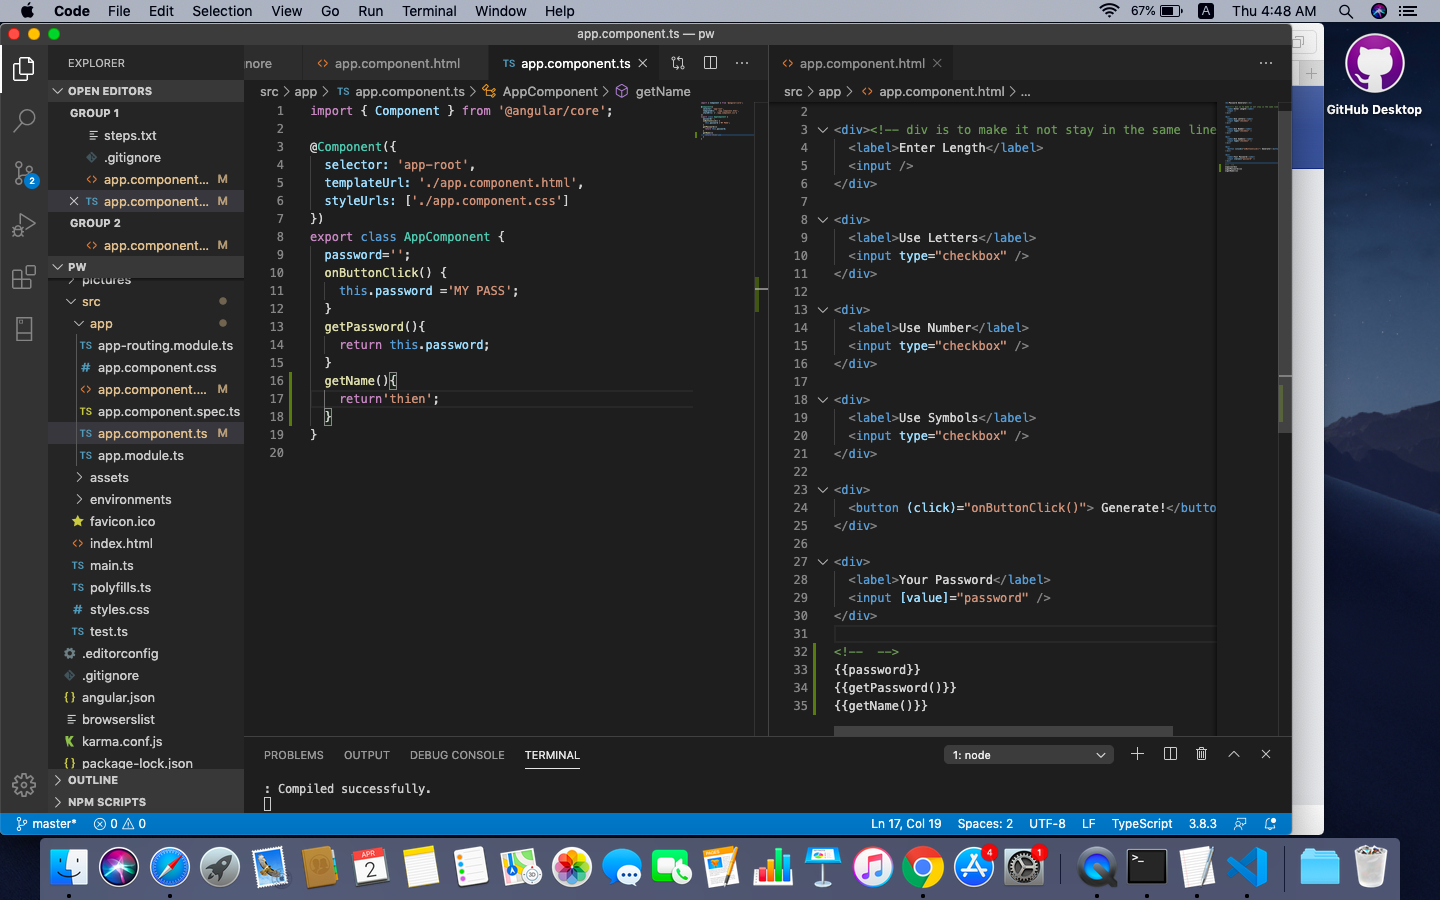 Code File Edit Selection View Go Run Terminal Window Help 67% A Thu 4:48 AM
app.component.ts — pw
EXPLORER
OPEN EDITORS
GROUP 1
steps.txt
.gitignore
app.component... M
TS app.component... M
GROUP 2
app.component... M
PW
pictures
src
app
TS app-routing.module.ts
# app.component.css
app.component.... M
TS app.component.spec.ts
TS app.component.ts M
TS app.module.ts
assets
environments
favicon.ico
index.html
TS main.ts
TS polyfills.ts
# styles.css
TS test.ts
.editorconfig
.gitignore
{} angular.json
browserslist
karma.conf.js
{} package-lock.json
OUTLINE
NPM SCRIPTS
2
nore app.component.html TS app.component.ts
src > app > TS app.component.ts > AppComponent > getName
1 import { Component } from '@angular/core';
2
3 @Component({
4 selector: 'app-root',
5 templateUrl: './app.component.html',
6 styleUrls: ['./app.component.css']
7 })
8 export class AppComponent {
9 password='';
10 onButtonClick() {
11 this.password ='MY PASS';
12 }
13 getPassword(){
14 return this.password;
15 }
16 getName(){
17 return'thien';
18 }
19 }
20
app.component.html
src > app > app.component.html > ...
2
3 <div><!-- div is to make it not stay in the same line
4 <label>Enter Length</label>
5 <input />
6 </div>
7
8 <div>
9 <label>Use Letters</label>
10 <input type="checkbox" />
11 </div>
12
13 <div>
14 <label>Use Number</label>
15 <input type="checkbox" />
16 </div>
17
18 <div>
19 <label>Use Symbols</label>
20 <input type="checkbox" />
21 </div>
22
23 <div>
24 <button (click)="onButtonClick()"> Generate!</butto
25 </div>
26
27 <div>
28 <label>Your Password</label>
29 <input [value]="password" />
30 </div>
31
32 <!-- -->
33 {{password}}
34 {{getPassword()}}
35 {{getName()}}
PROBLEMS OUTPUT DEBUG CONSOLE TERMINAL 1: node
: Compiled successfully.
master* 0 0 Ln 17, Col 19 Spaces: 2 UTF-8 LF TypeScript 3.8.3
GitHub Desktop
APR
2
4
1